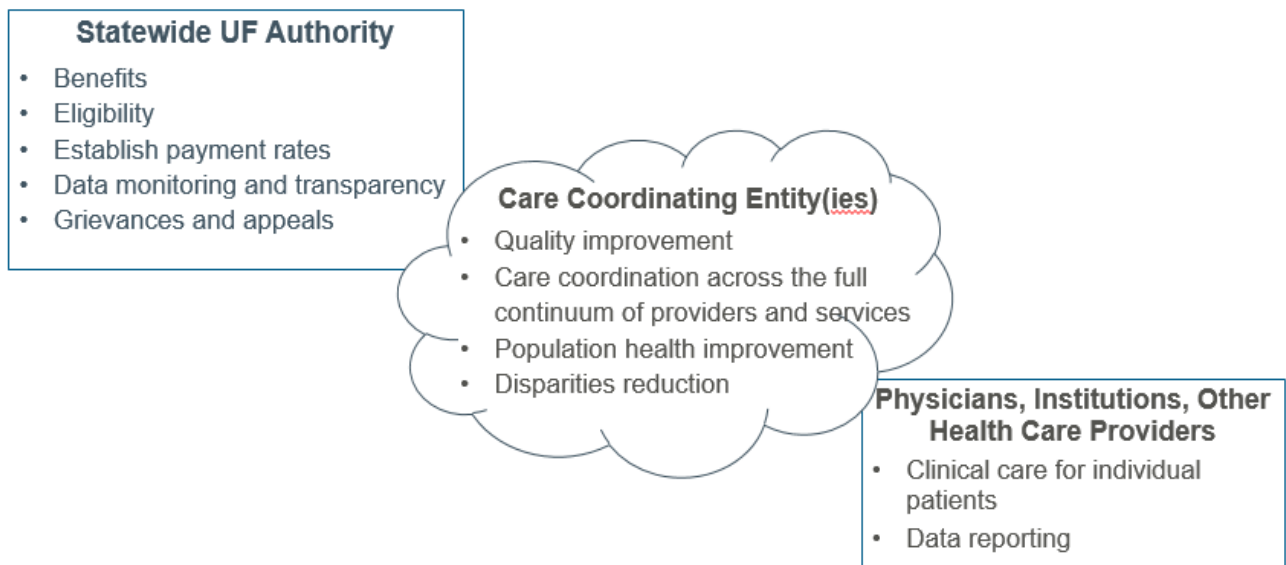 Statewide UF Authority
• Benefits
• Eligibility
• Establish payment rates
• Data monitoring and transparency
• Grievances and appeals
Care Coordinating Entity(ies)
• Quality improvement
• Care coordination across the full
continuum of providers and services
• Population health improvement
• Disparities reduction
Physicians, Institutions, Other
Health Care Providers
• Clinical care for individual
patients
• Data reporting